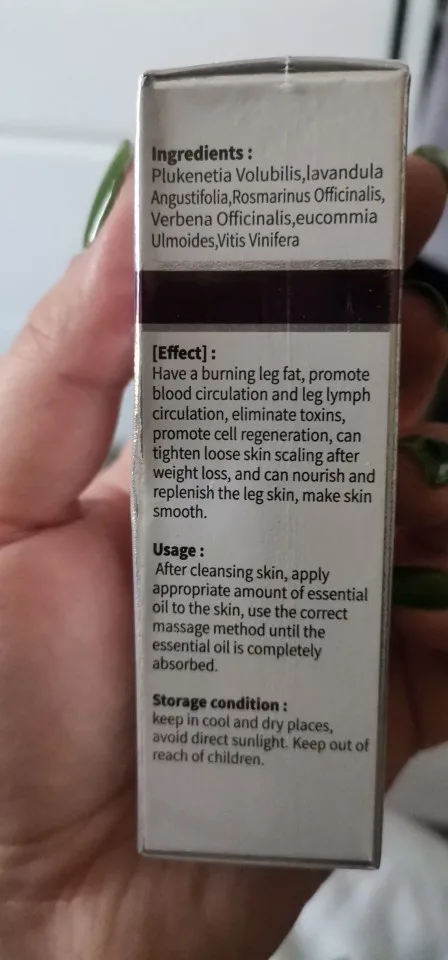 Ingredients :
Plukenetia Volubilis,lavandula
Angustifolia,Rosmarinus Officinalis,
Verbena Officinalis,eucommia
Ulmoides,Vitis Vinifera
[Effect] :
Have a burning leg fat, promote
blood circulation and leg lymph
circulation, eliminate toxins,
promote cell regeneration, can
tighten loose skin scaling after
weight loss, and can nourish and
replenish the leg skin, make skin
smooth.
Usage :
After cleansing skin, apply
appropriate amount of essential
oil to the skin, use the correct
massage method until the
essential oil is completely
absorbed.
Storage condition :
keep in cool and dry places,
avoid direct sunlight. Keep out of
reach of children.